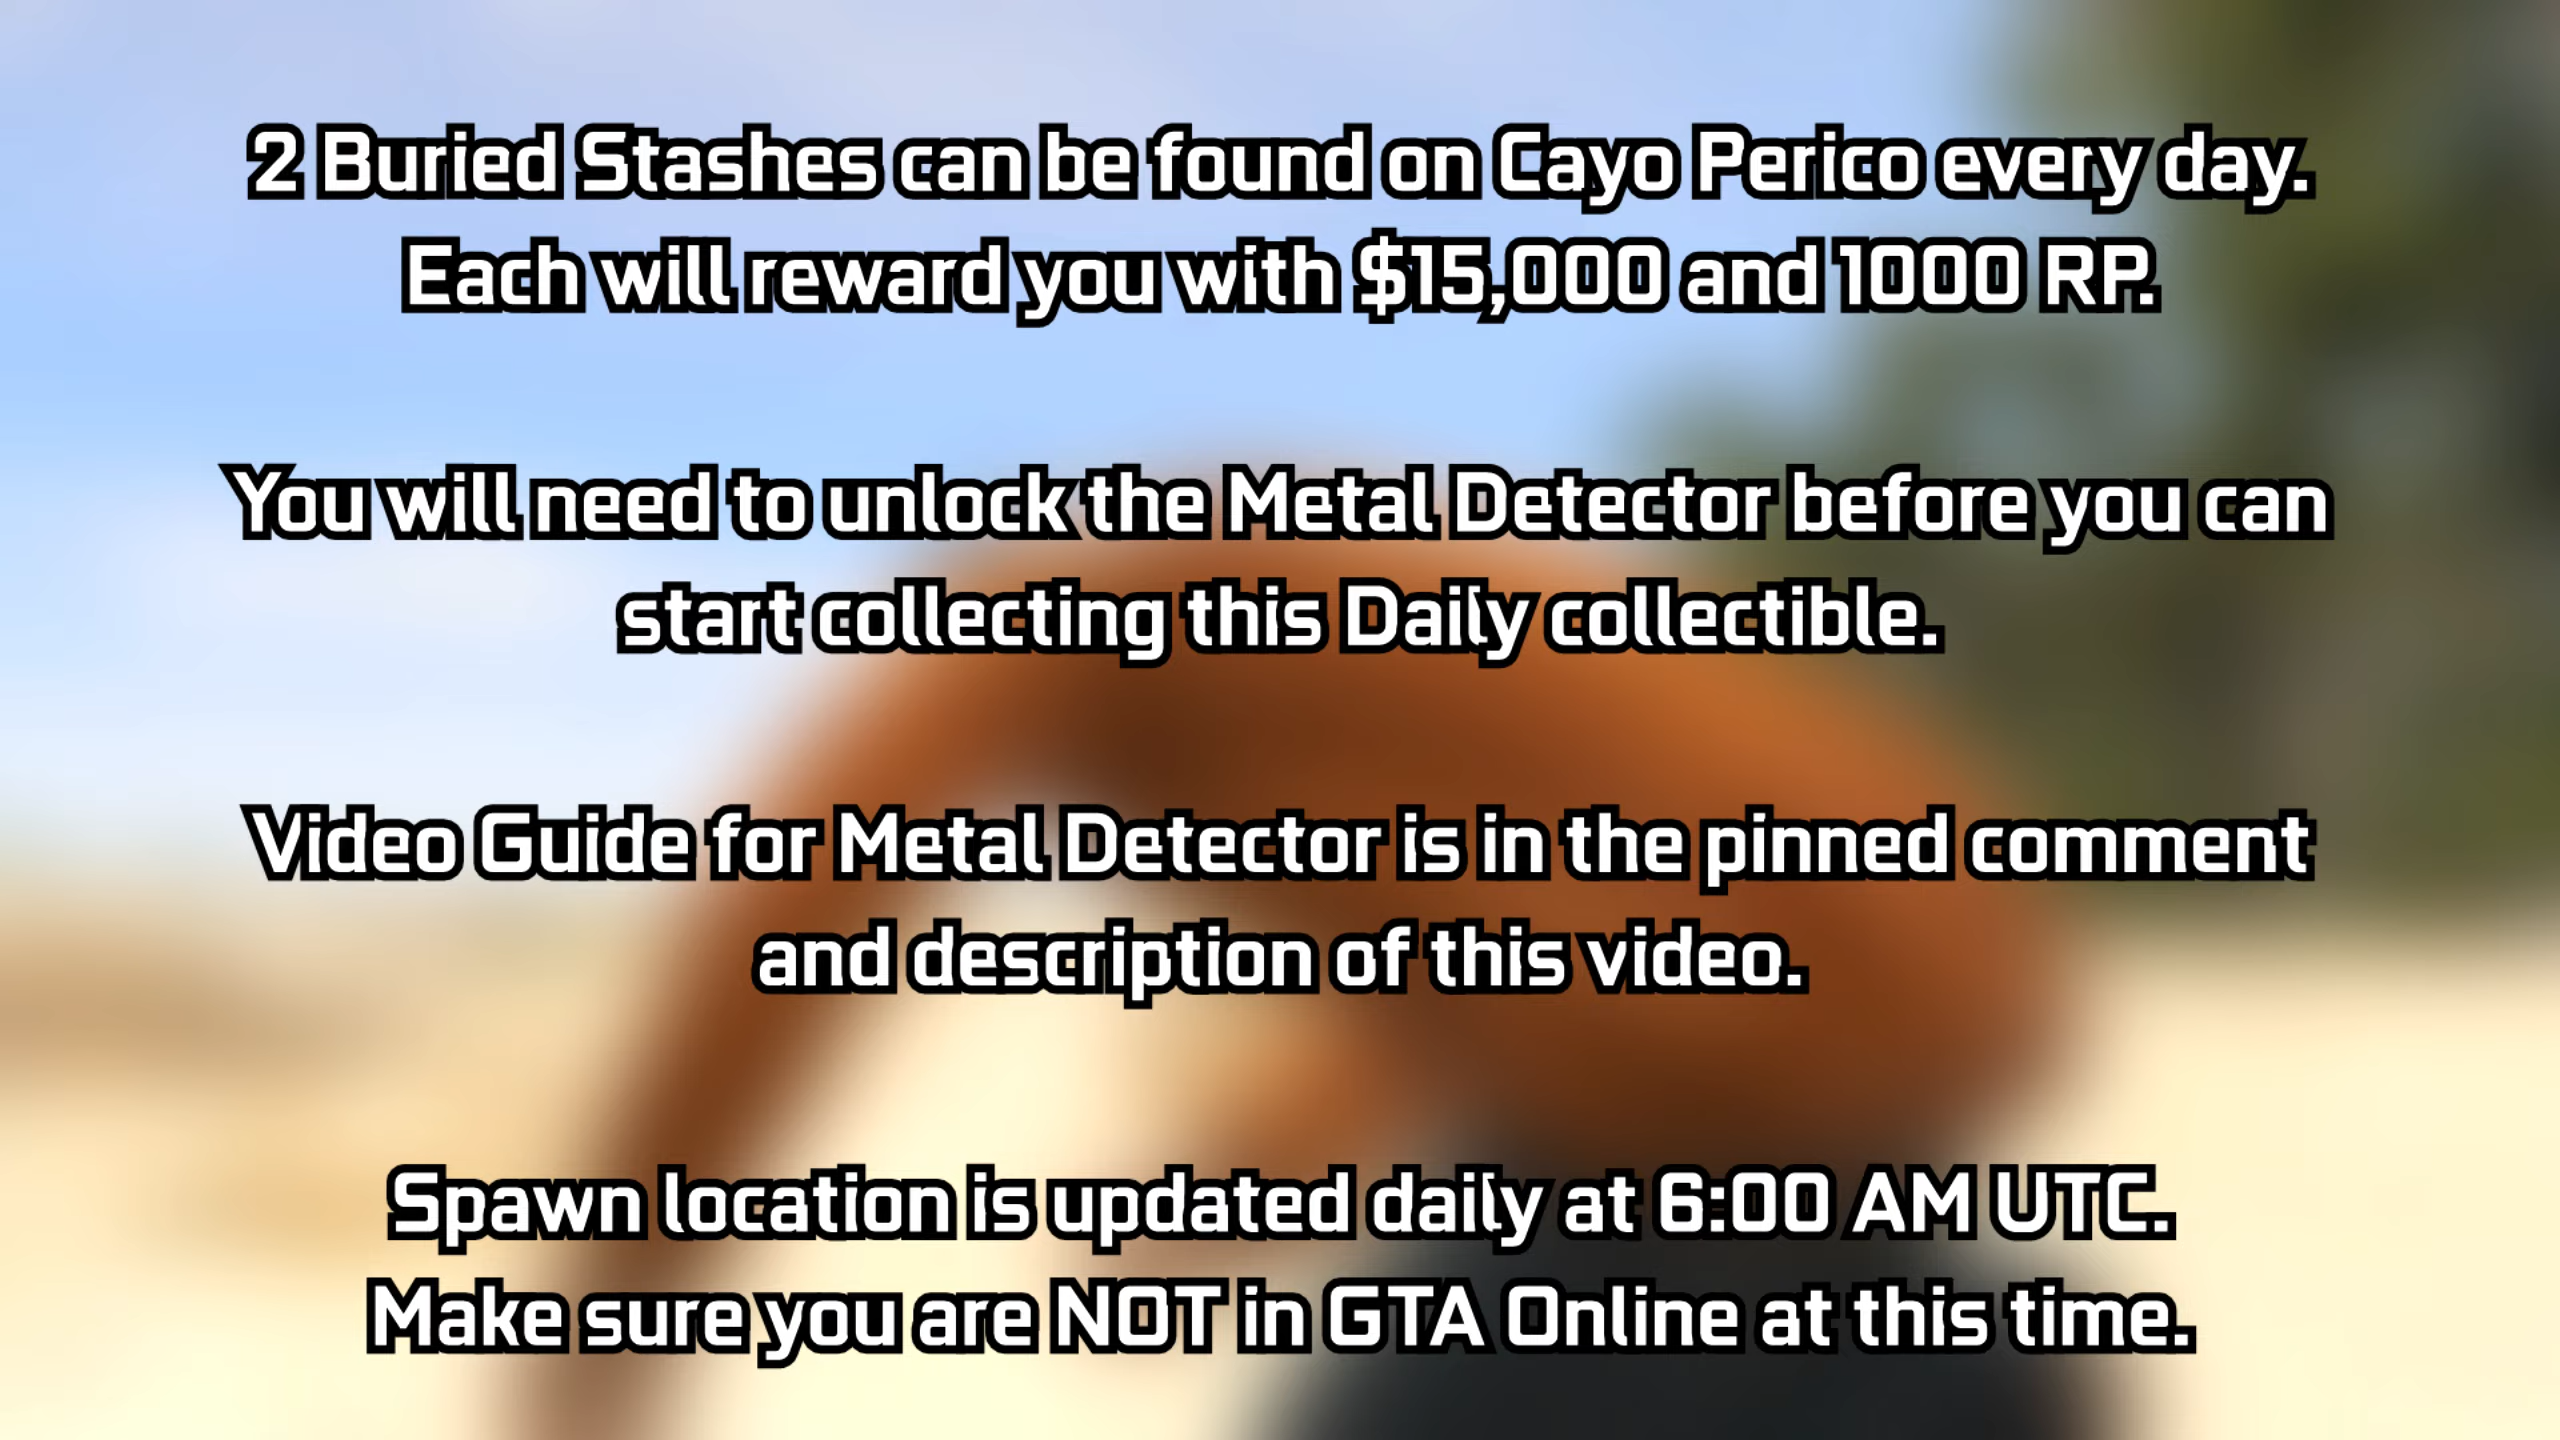 2 Buried Stashes can be found on Cayo Perico every day.
Each will reward you with $15,000 and 1000 RP.
You will need to unlock the Metal Detector before you can
start collecting this Daily collectible.
Video Guide for Metal Detector is in the pinned comment
and description of this video.
Spawn location is updated daily at 6:00 AM UTC.
Make sure you are NOT in GTA Online at this time.